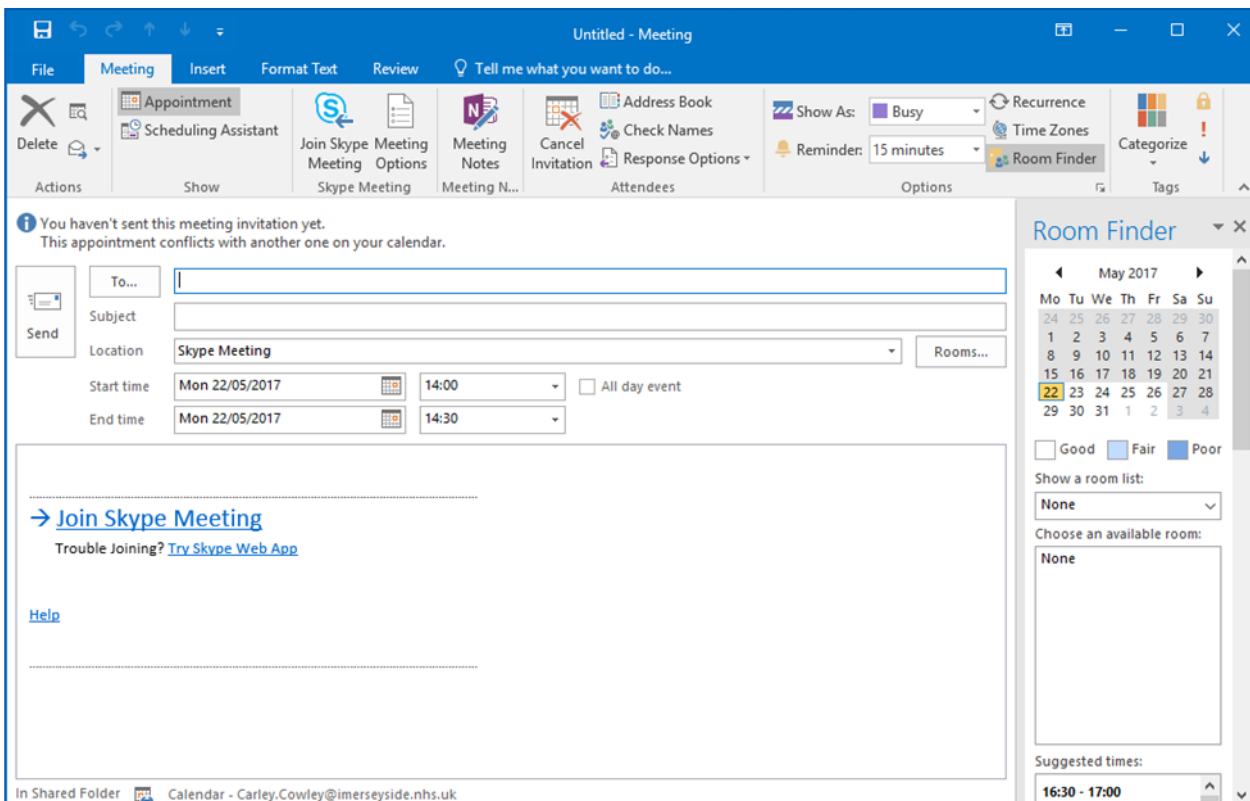 Untitled - Meeting
File Meeting Insert Format Text Review Tell me what you want to do...
Delete
Actions
Appointment
Scheduling Assistant
Show
Join Skype Meeting
Meeting Options
Skype Meeting
Meeting Notes
Meeting N...
Cancel Invitation
Address Book
Check Names
Response Options
Attendees
Show As: Busy
Reminder: 15 minutes
Recurrence
Time Zones
Room Finder
Options
Categorize
Tags
You haven't sent this meeting invitation yet.
This appointment conflicts with another one on your calendar.
Send
To...
Subject
Location Skype Meeting Rooms...
Start time Mon 22/05/2017 14:00 All day event
End time Mon 22/05/2017 14:30
→ Join Skype Meeting
Trouble Joining? Try Skype Web App
Help
In Shared Folder Calendar - Carley.Cowley@imerseyside.nhs.uk
Room Finder
May 2017
Mo Tu We Th Fr Sa Su
24 25 26 27 28 29 30
1 2 3 4 5 6 7
8 9 10 11 12 13 14
15 16 17 18 19 20 21
22 23 24 25 26 27 28
29 30 31 1 2 3 4
Good Fair Poor
Show a room list:
None
Choose an available room:
None
Suggested times:
16:30 - 17:00